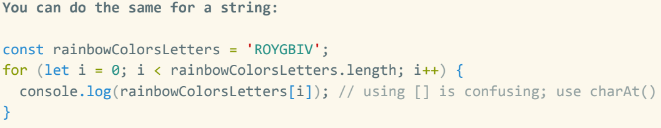 You can do the same for a string:
const rainbowColorsLetters = 'ROYGBIV';
for (let i = 0; i < rainbowColorsLetters.length; i++) {
  console.log(rainbowColorsLetters[i]); // using [] is confusing; use charAt()
}